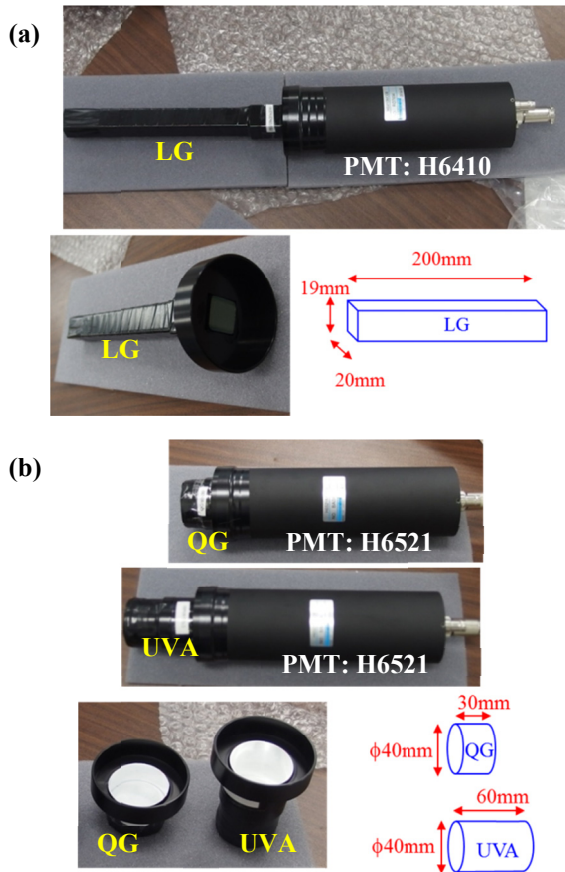 (a)
LG
PMT: H6410
LG
200mm
19mm
LG
20mm
(b)
QG
PMT: H6521
UVA
PMT: H6521
30mm
ϕ40mm
QG
60mm
ϕ40mm
UVA
QG
UVA